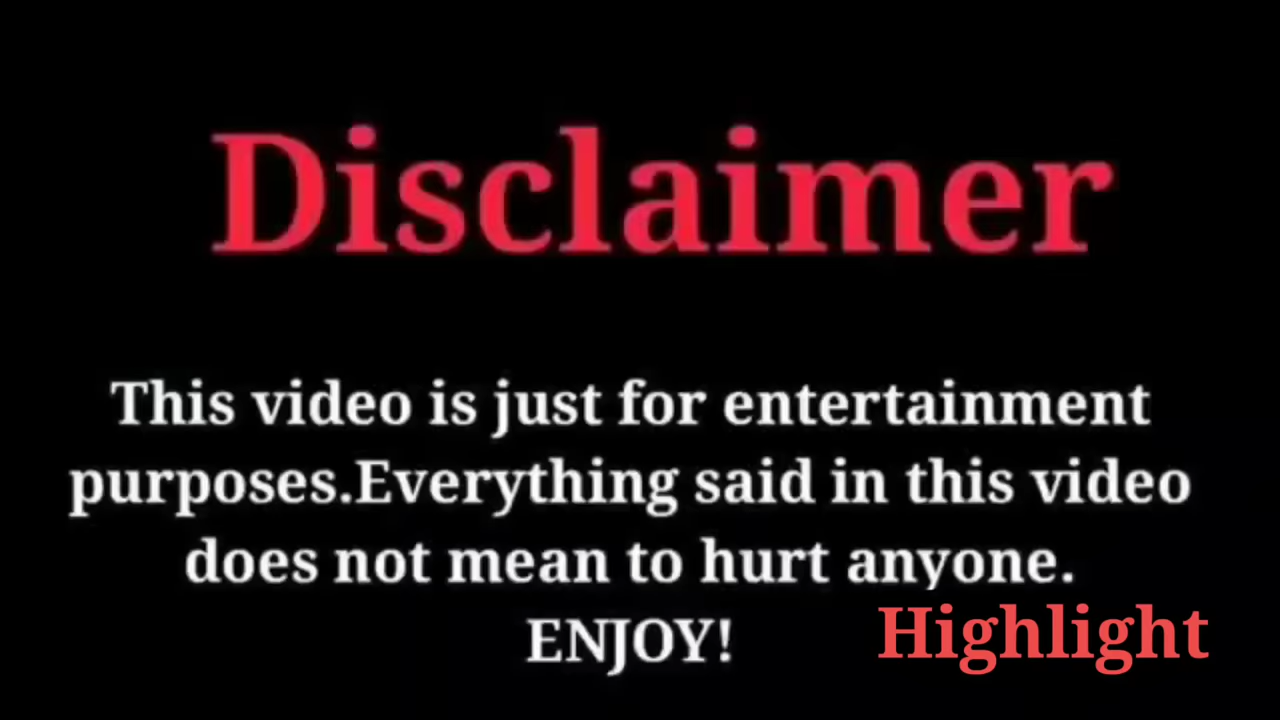 Disclaimer
This video is just for entertainment
purposes.Everything said in this video
does not mean to hurt anyone.
ENJOY!
Highlight